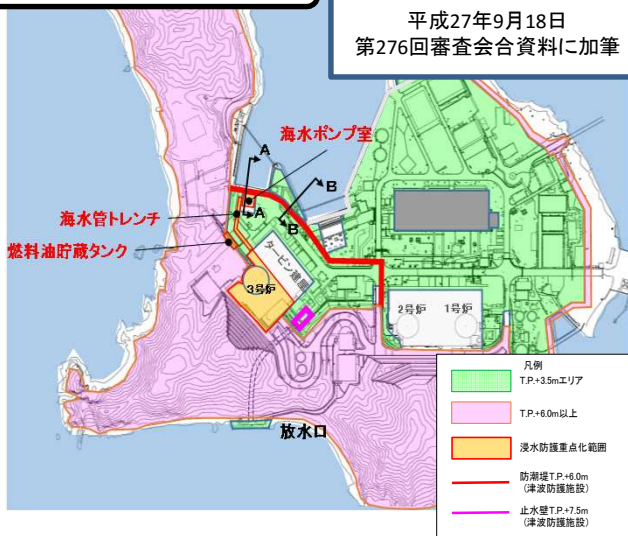 平成27年9月18日
第276回審査会合資料に加筆
海水ポンプ室
A
B
海水管トレンチ
A
B
燃料油貯蔵タンク
タービン建屋
3号炉
2号炉
1号炉
放水口
凡例
T.P.+3.5mエリア
T.P.+6.0m以上
浸水防護重点化範囲
防潮堤T.P.+6.0m
(津波防護施設)
止水壁T.P.+7.5m
(津波防護施設)